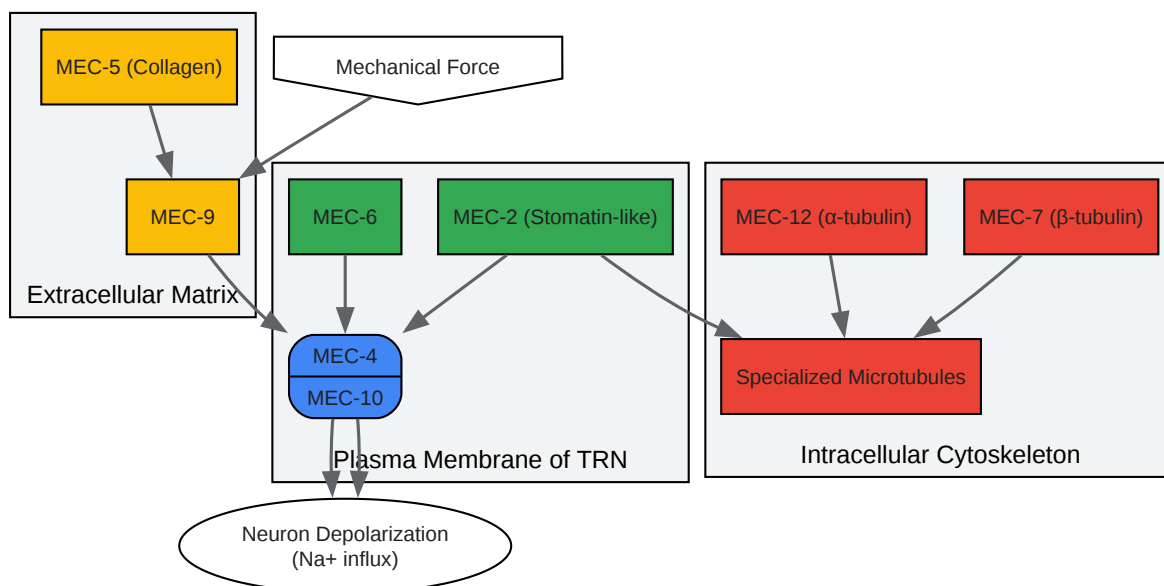 MEC-5 (Collagen)
Mechanical Force
MEC-9
MEC-6
MEC-2 (Stomatin-like)
MEC-12 (α-tubulin)
MEC-7 (β-tubulin)
Extracellular Matrix
MEC-4
MEC-10
Specialized Microtubules
Plasma Membrane of TRN
Intracellular Cytoskeleton
Neuron Depolarization
(Na+ influx)